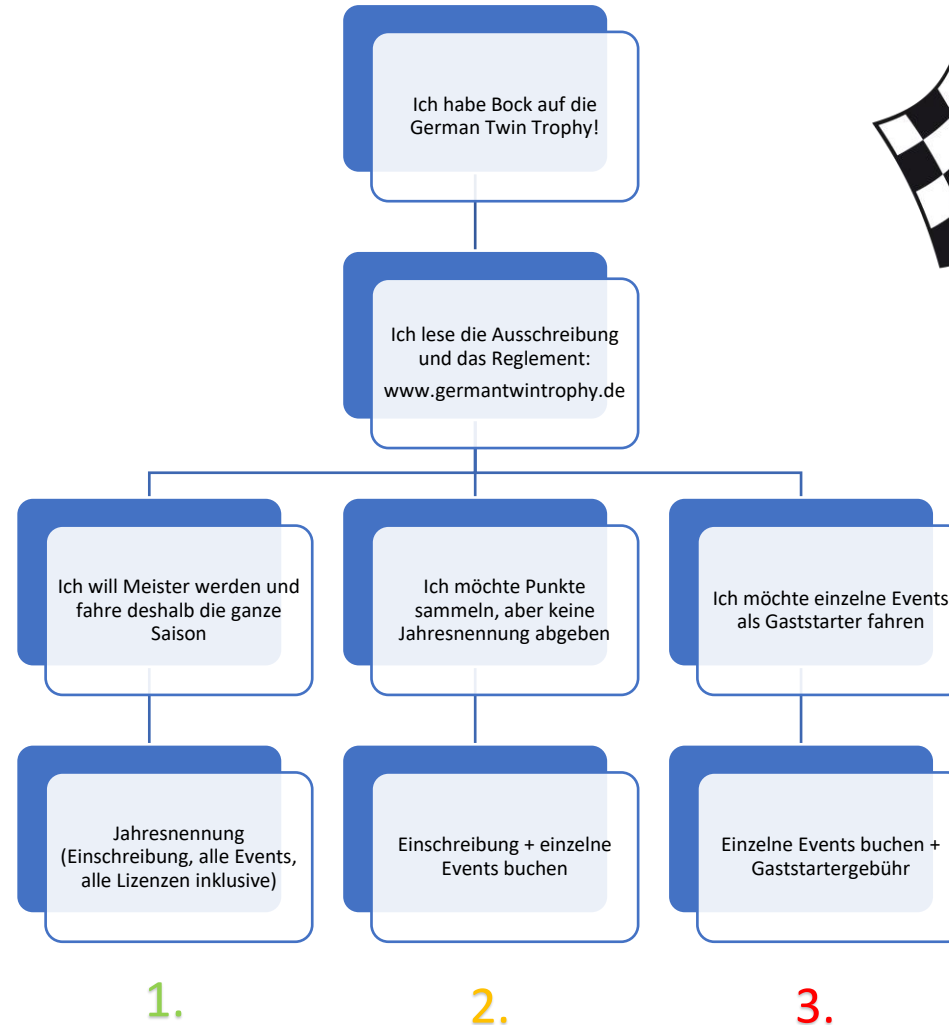 Ich habe Bock auf die
German Twin Trophy!
Ich lese die Ausschreibung
und das Reglement:
www.germantwintrophy.de
Ich will Meister werden und
fahre deshalb die ganze
Saison
Ich möchte Punkte
sammeln, aber keine
Jahresnennung abgeben
Ich möchte einzelne Events
als Gaststarter fahren
Jahresnennung
(Einschreibung, alle Events,
alle Lizenzen inklusive)
Einschreibung + einzelne
Events buchen
Einzelne Events buchen +
Gaststartergebühr
1.
2.
3.